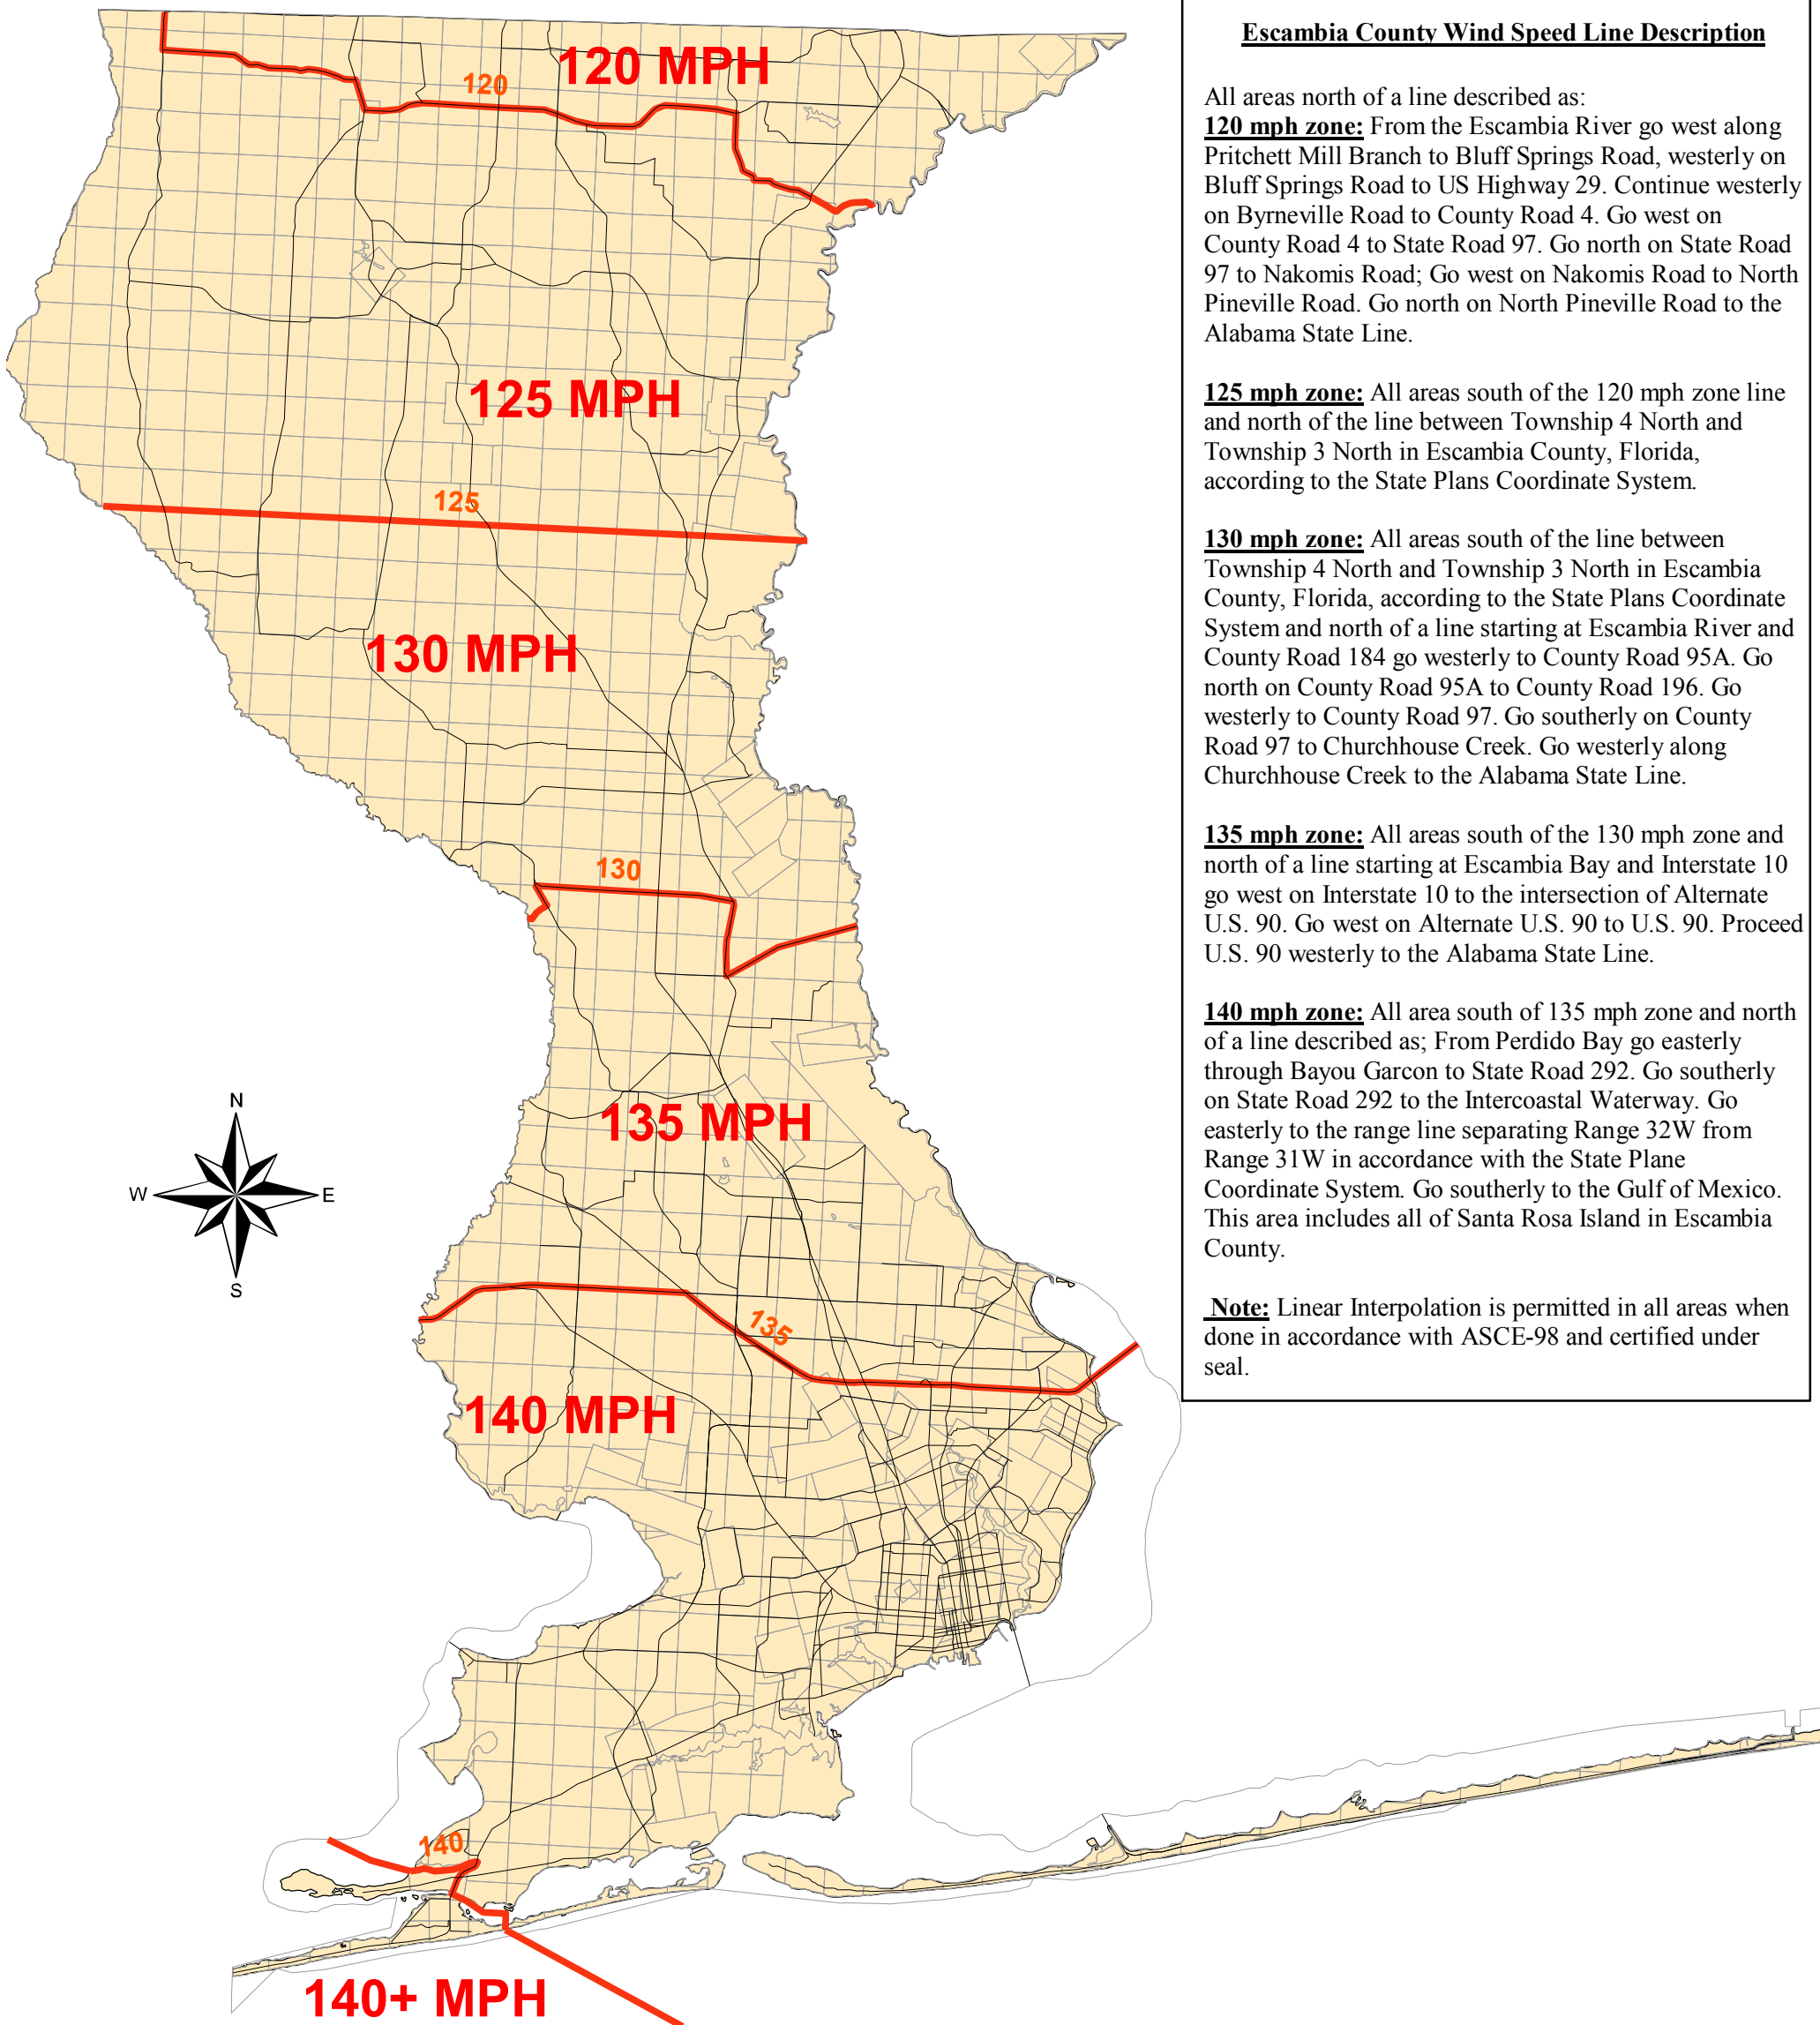 Escambia County Wind Speed Line Description
All areas north of a line described as:
120 mph zone: From the Escambia River go west along
Pritchett Mill Branch to Bluff Springs Road, westerly on
Bluff Springs Road to US Highway 29. Continue westerly
on Byrneville Road to County Road 4. Go west on
County Road 4 to State Road 97. Go north on State Road
97 to Nakomis Road; Go west on Nakomis Road to North
Pineville Road. Go north on North Pineville Road to the
Alabama State Line.
125 mph zone: All areas south of the 120 mph zone line
and north of the line between Township 4 North and
Township 3 North in Escambia County, Florida,
according to the State Plans Coordinate System.
130 mph zone: All areas south of the line between
Township 4 North and Township 3 North in Escambia
County, Florida, according to the State Plans Coordinate
System and north of a line starting at Escambia River and
County Road 184 go westerly to County Road 95A. Go
north on County Road 95A to County Road 196. Go
westerly to County Road 97. Go southerly on County
Road 97 to Churchhouse Creek. Go westerly along
Churchhouse Creek to the Alabama State Line.
135 mph zone: All areas south of the 130 mph zone and
north of a line starting at Escambia Bay and Interstate 10
go west on Interstate 10 to the intersection of Alternate
U.S. 90. Go west on Alternate U.S. 90 to U.S. 90. Proceed
U.S. 90 westerly to the Alabama State Line.
140 mph zone: All area south of 135 mph zone and north
of a line described as; From Perdido Bay go easterly
through Bayou Garcon to State Road 292. Go southerly
on State Road 292 to the Intercoastal Waterway. Go
easterly to the range line separating Range 32W from
Range 31W in accordance with the State Plane
Coordinate System. Go southerly to the Gulf of Mexico.
This area includes all of Santa Rosa Island in Escambia
County.
Note: Linear Interpolation is permitted in all areas when
done in accordance with ASCE-98 and certified under
seal.
120 MPH
120
125 MPH
125
130 MPH
130
135 MPH
N
W
E
S
135
140 MPH
140
140+ MPH